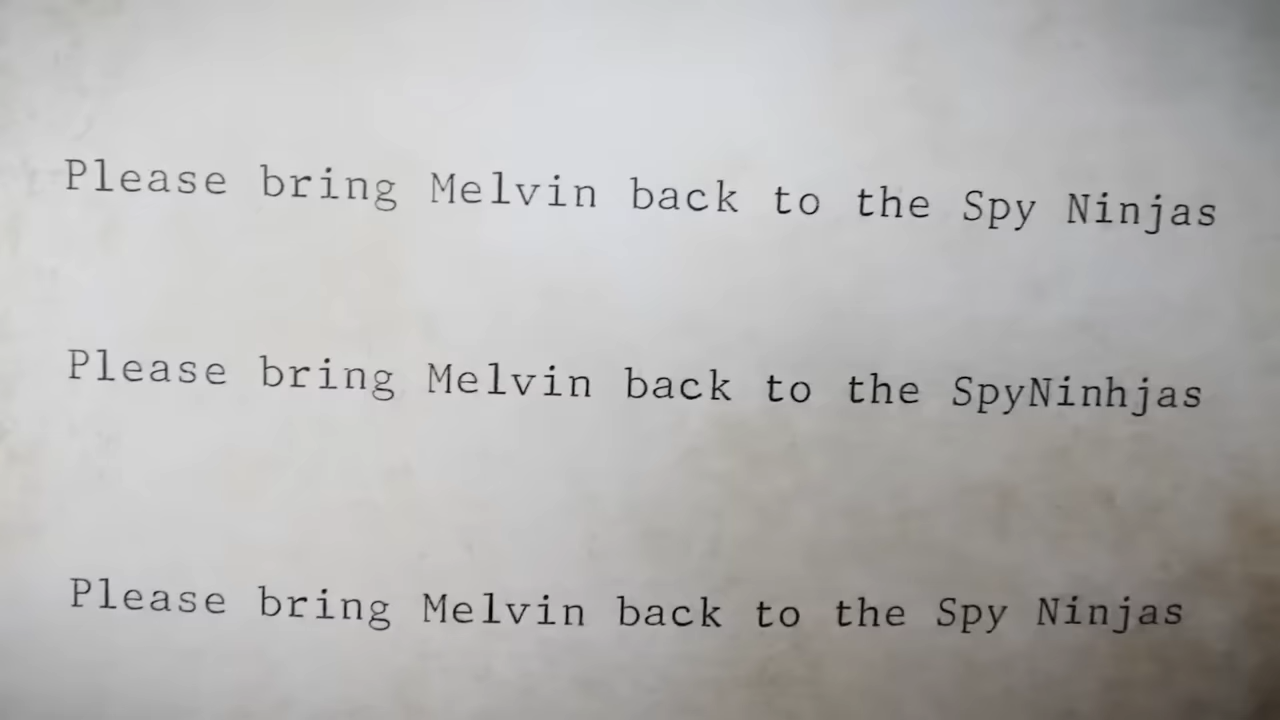 Please bring Melvin back to the Spy Ninjas
Please bring Melvin back to the SpyNinhjas
Please bring Melvin back to the Spy Ninjas